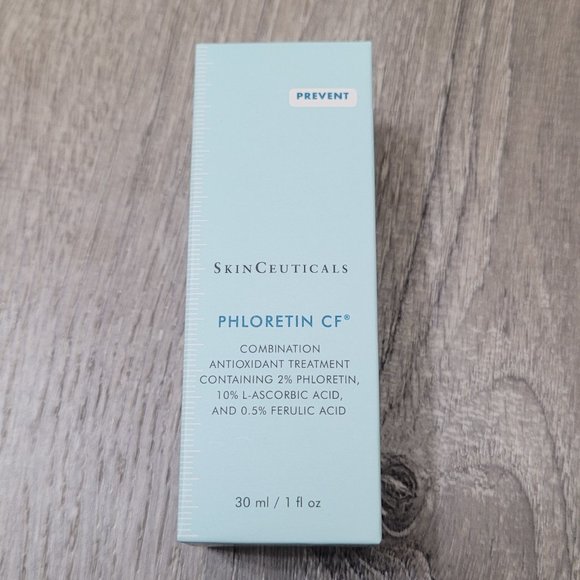 PREVENT
SKINCEUTICALS
PHLORETIN CF®
COMBINATION
ANTIOXIDANT TREATMENT
CONTAINING 2% PHLORETIN,
10% L-ASCORBIC ACID,
AND 0.5% FERULIC ACID
30 ml / 1 fl oz